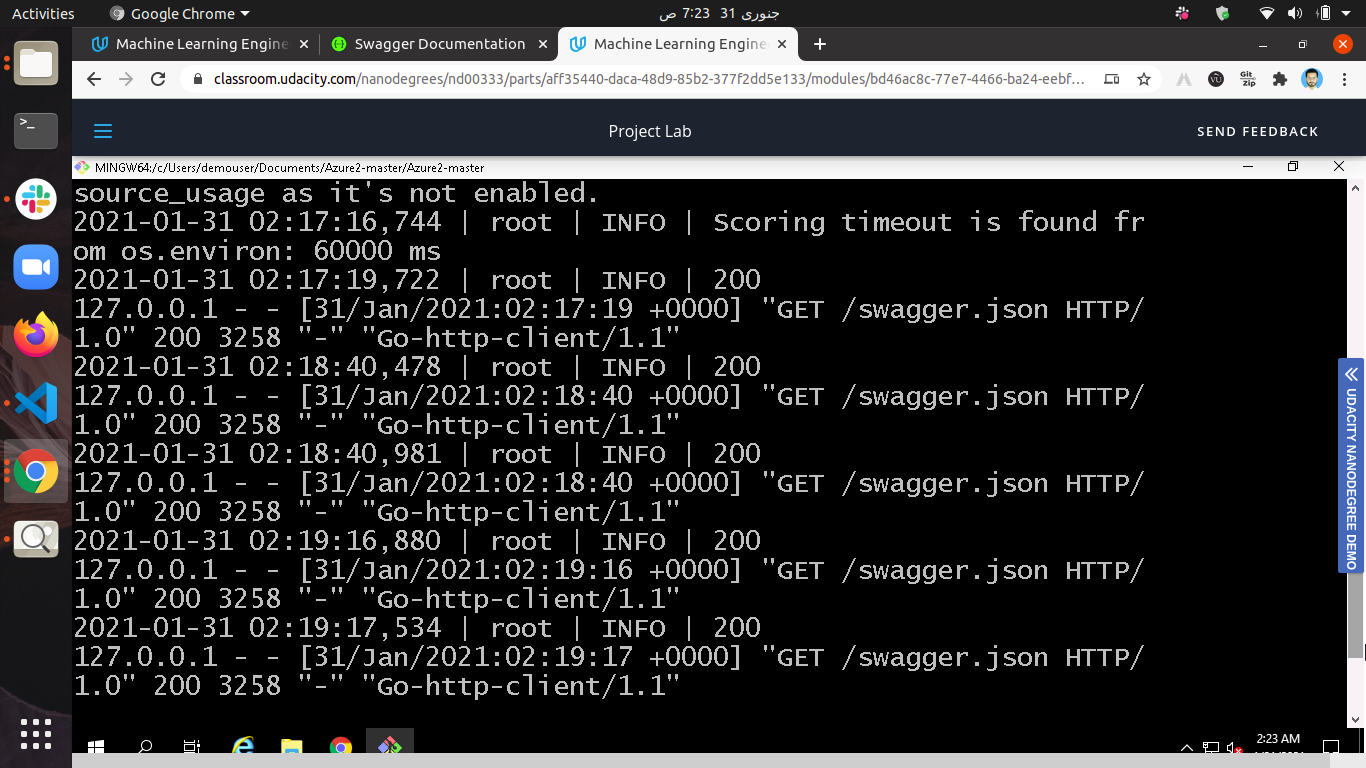 Activities
Google Chrome
جنوری 31  7:23 ص
Machine Learning Engine
Swagger Documentation
Machine Learning Engine
classroom.udacity.com/nanodegrees/nd00333/parts/aff35440-daca-48d9-85b2-377f2dd5e133/modules/bd46ac8c-77e7-4466-ba24-eebf…
VU
Git
Zip
Project Lab
SEND FEEDBACK
MINGW64:/c/Users/demouser/Documents/Azure2-master/Azure2-master
source_usage as it's not enabled.
2021-01-31 02:17:16,744 | root | INFO | Scoring timeout is found fr
om os.environ: 60000 ms
2021-01-31 02:17:19,722 | root | INFO | 200
127.0.0.1 - - [31/Jan/2021:02:17:19 +0000] "GET /swagger.json HTTP/
1.0" 200 3258 "-" "Go-http-client/1.1"
2021-01-31 02:18:40,478 | root | INFO | 200
127.0.0.1 - - [31/Jan/2021:02:18:40 +0000] "GET /swagger.json HTTP/
1.0" 200 3258 "-" "Go-http-client/1.1"
2021-01-31 02:18:40,981 | root | INFO | 200
127.0.0.1 - - [31/Jan/2021:02:18:40 +0000] "GET /swagger.json HTTP/
1.0" 200 3258 "-" "Go-http-client/1.1"
2021-01-31 02:19:16,880 | root | INFO | 200
127.0.0.1 - - [31/Jan/2021:02:19:16 +0000] "GET /swagger.json HTTP/
1.0" 200 3258 "-" "Go-http-client/1.1"
2021-01-31 02:19:17,534 | root | INFO | 200
127.0.0.1 - - [31/Jan/2021:02:19:17 +0000] "GET /swagger.json HTTP/
1.0" 200 3258 "-" "Go-http-client/1.1"
UDACITY NANODEGREE DEMO
2:23 AM